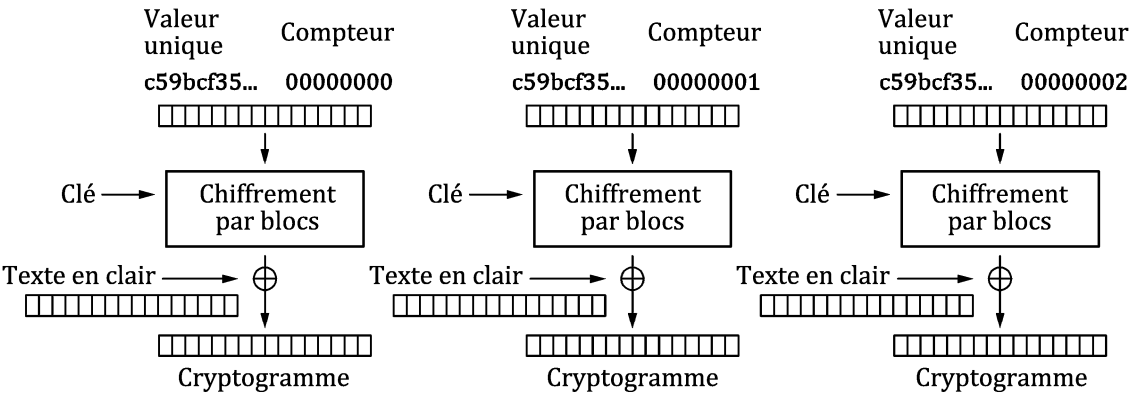 Valeur unique Compteur
c59bcf35... 00000000
Clé
Chiffrement
par blocs
Texte en clair
Cryptogramme
Valeur unique Compteur
c59bcf35... 00000001
Clé
Chiffrement
par blocs
Texte en clair
Cryptogramme
Valeur unique Compteur
c59bcf35... 00000002
Clé
Chiffrement
par blocs
Texte en clair
Cryptogramme